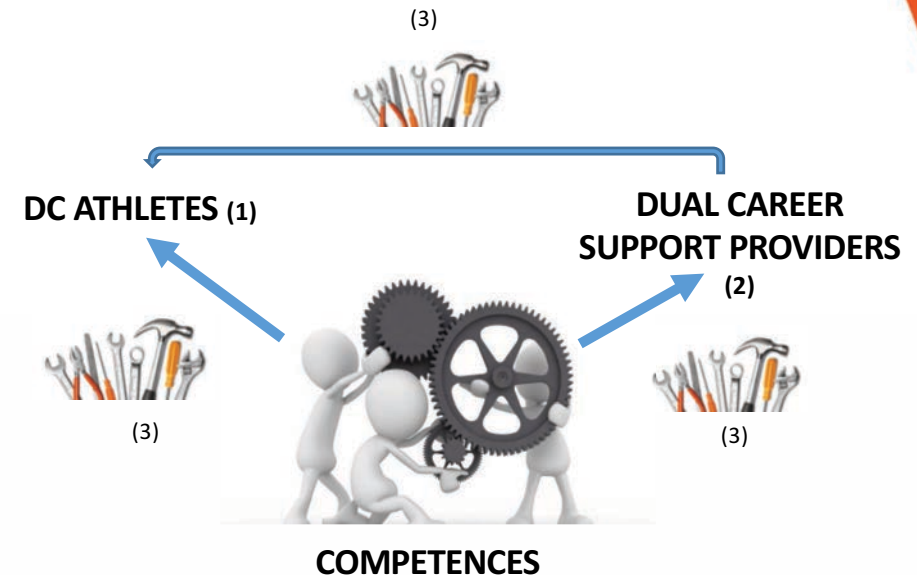 (3)
DC ATHLETES (1)
DUAL CAREER
SUPPORT PROVIDERS
(2)
(3)
(3)
COMPETENCES